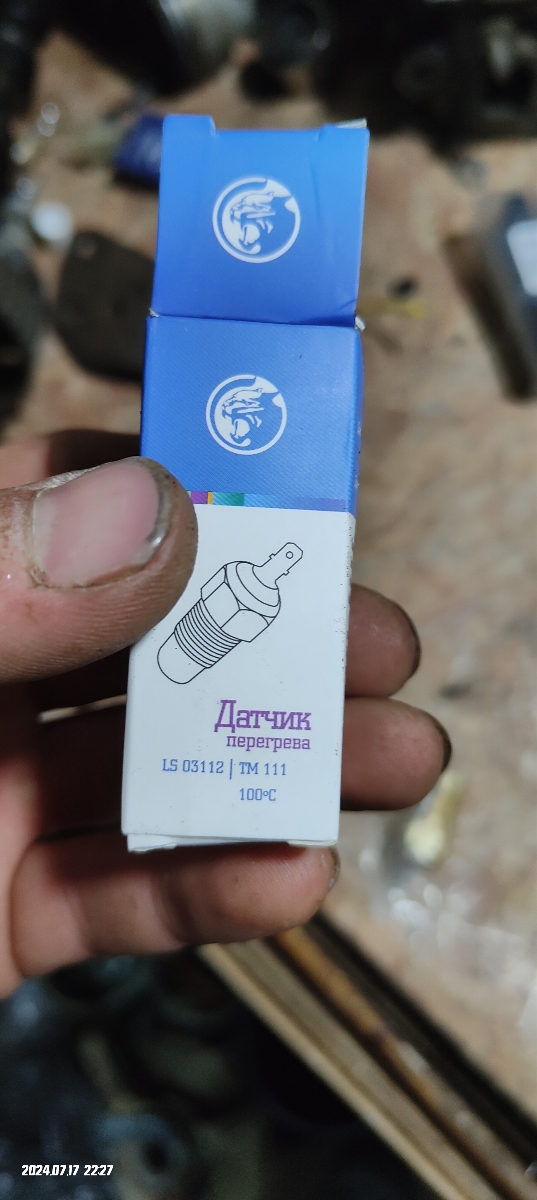 Датчик
перегрева
LS 03112 | TM 111
100°C
2024.07.17 22:27